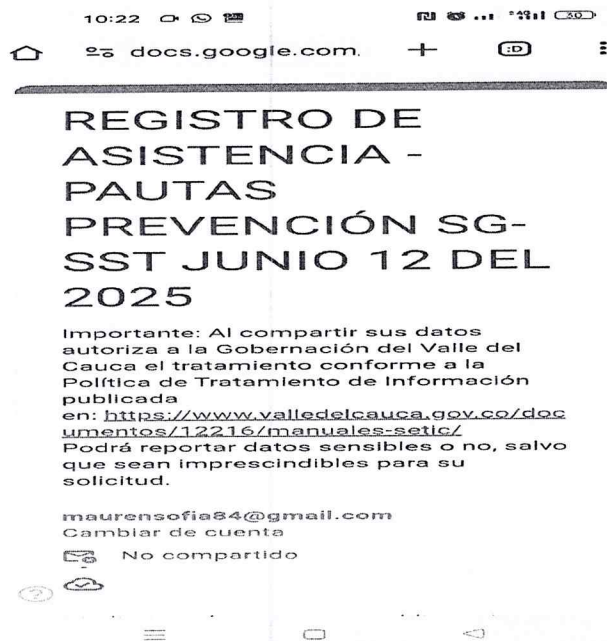 10:22
docs.google.com.
REGISTRO DE
ASISTENCIA -
PAUTAS
PREVENCIÓN SG-
SST JUNIO 12 DEL
2025
Importante: Al compartir sus datos
autoriza a la Gobernación del Valle del
Cauca el tratamiento conforme a la
Política de Tratamiento de Información
publicada
en: https://www.valledelcauca.gov.co/doc
umentos/12216/manuales-setic/
Podrá reportar datos sensibles o no, salvo
que sean imprescindibles para su
solicitud.
maurensofia84@gmail.com
Cambiar de cuenta
No compartido